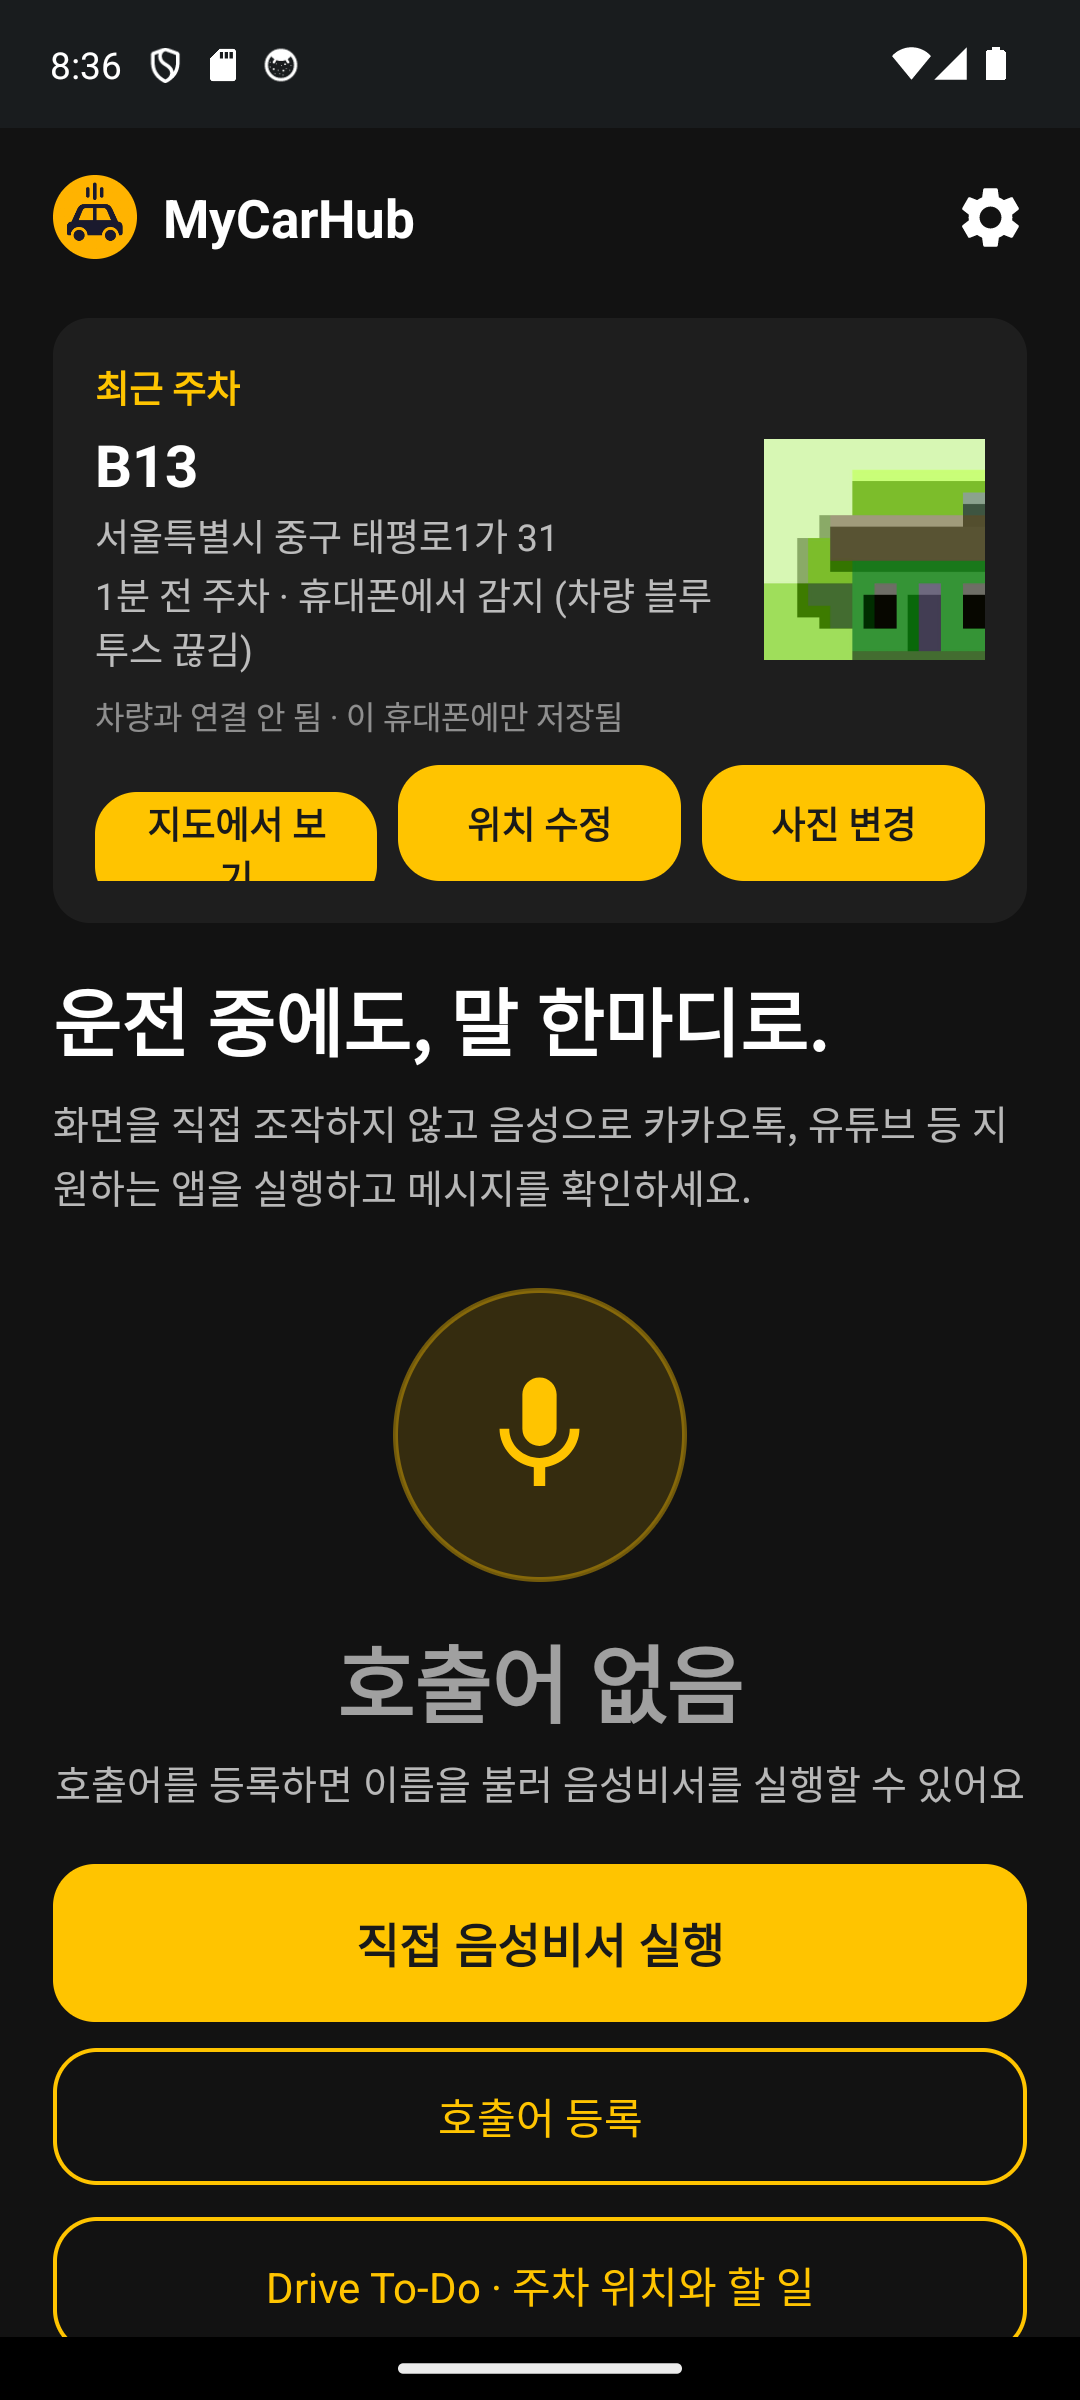 8:36
MyCarHub
최근 주차
B13
서울특별시 중구 태평로1가 31
1분 전 주차 · 휴대폰에서 감지 (차량 블루
투스 끊김)
차량과 연결 안 됨 · 이 휴대폰에만 저장됨
지도에서 보
기
위치 수정
사진 변경
운전 중에도, 말 한마디로.
화면을 직접 조작하지 않고 음성으로 카카오톡, 유튜브 등 지
원하는 앱을 실행하고 메시지를 확인하세요.
호출어 없음
호출어를 등록하면 이름을 불러 음성비서를 실행할 수 있어요
직접 음성비서 실행
호출어 등록
Drive To-Do · 주차 위치와 할 일